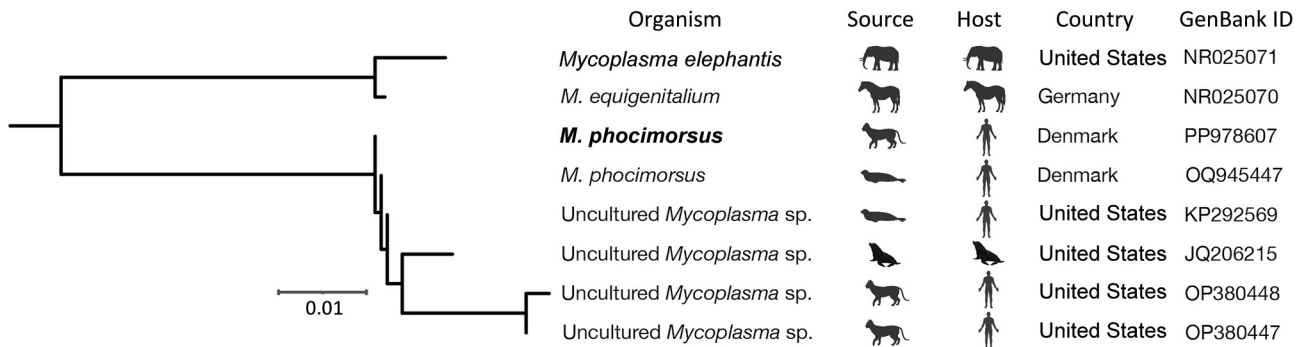 Organism Source Host Country GenBank ID
Mycoplasma elephantis United States NR025071
M. equigenitalium Germany NR025070
M. phocimorsus Denmark PP978607
M. phocimorsus Denmark OQ945447
Uncultured Mycoplasma sp. United States KP292569
Uncultured Mycoplasma sp. United States JQ206215
Uncultured Mycoplasma sp. United States OP380448
0.01
Uncultured Mycoplasma sp. United States OP380447